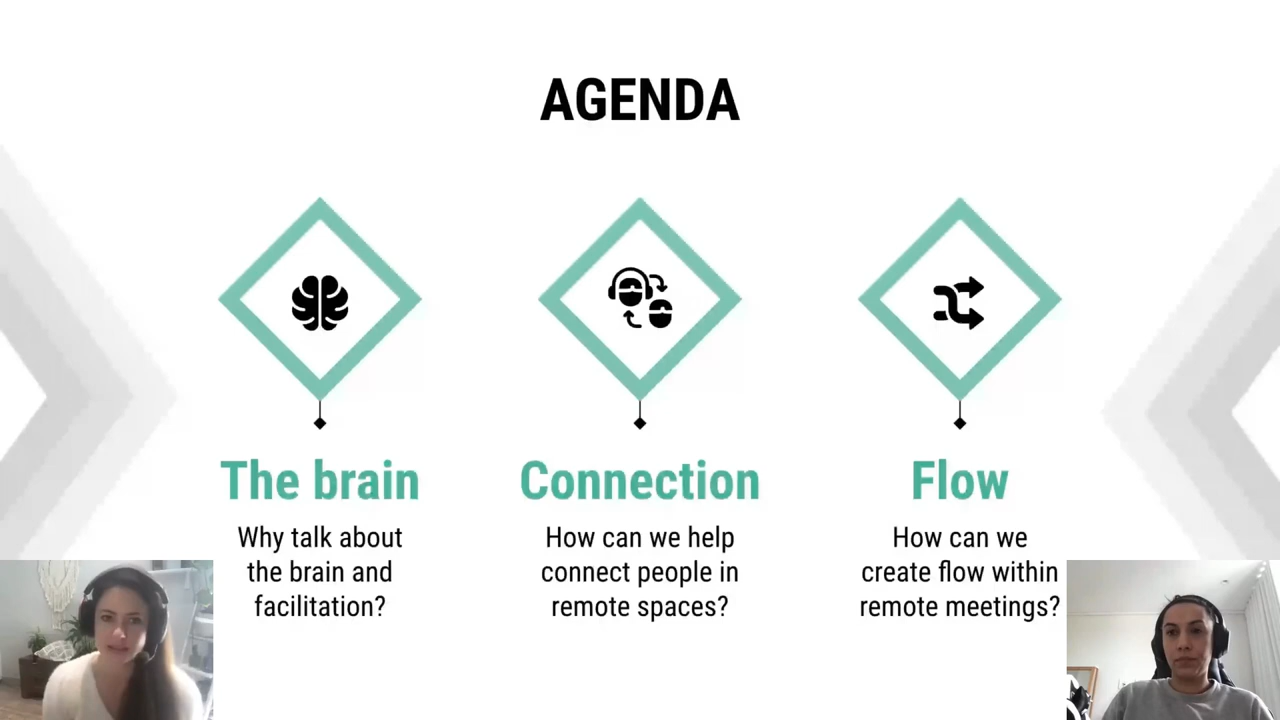 AGENDA
The brain
Why talk about
the brain and
facilitation?
Connection
How can we help
connect people in
remote spaces?
Flow
How can we
create flow within
remote meetings?